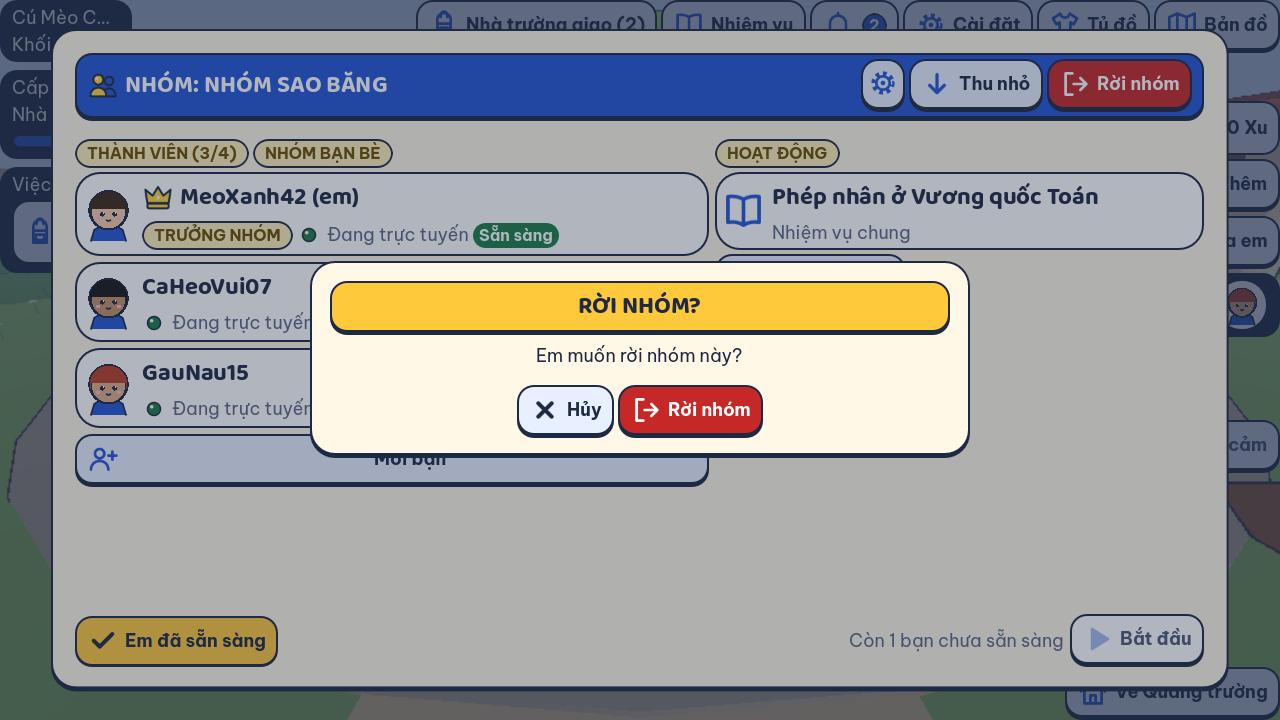 Cú Mèo C...
Khối
Cấp
Nhà
Việc
Nhà trường giao (2)
Nhiệm vụ
2
Cài đặt
Tủ đồ
Bản đồ
NHÓM: NHÓM SAO BĂNG
Thu nhỏ
Rời nhóm
0 Xu
THÀNH VIÊN (3/4)
NHÓM BẠN BÈ
HOẠT ĐỘNG
MeoXanh42 (em)
TRƯỞNG NHÓM
Đang trực tuyến
Sẵn sàng
Phép nhân ở Vương quốc Toán
Nhiệm vụ chung
CaHeoVui07
Đang trực tuyến
GauNau15
Đang trực tuyến
Mời bạn
RỜI NHÓM?
Em muốn rời nhóm này?
Hủy
Rời nhóm
em
cảm
Em đã sẵn sàng
Còn 1 bạn chưa sẵn sàng
Bắt đầu
Về Quảng trường